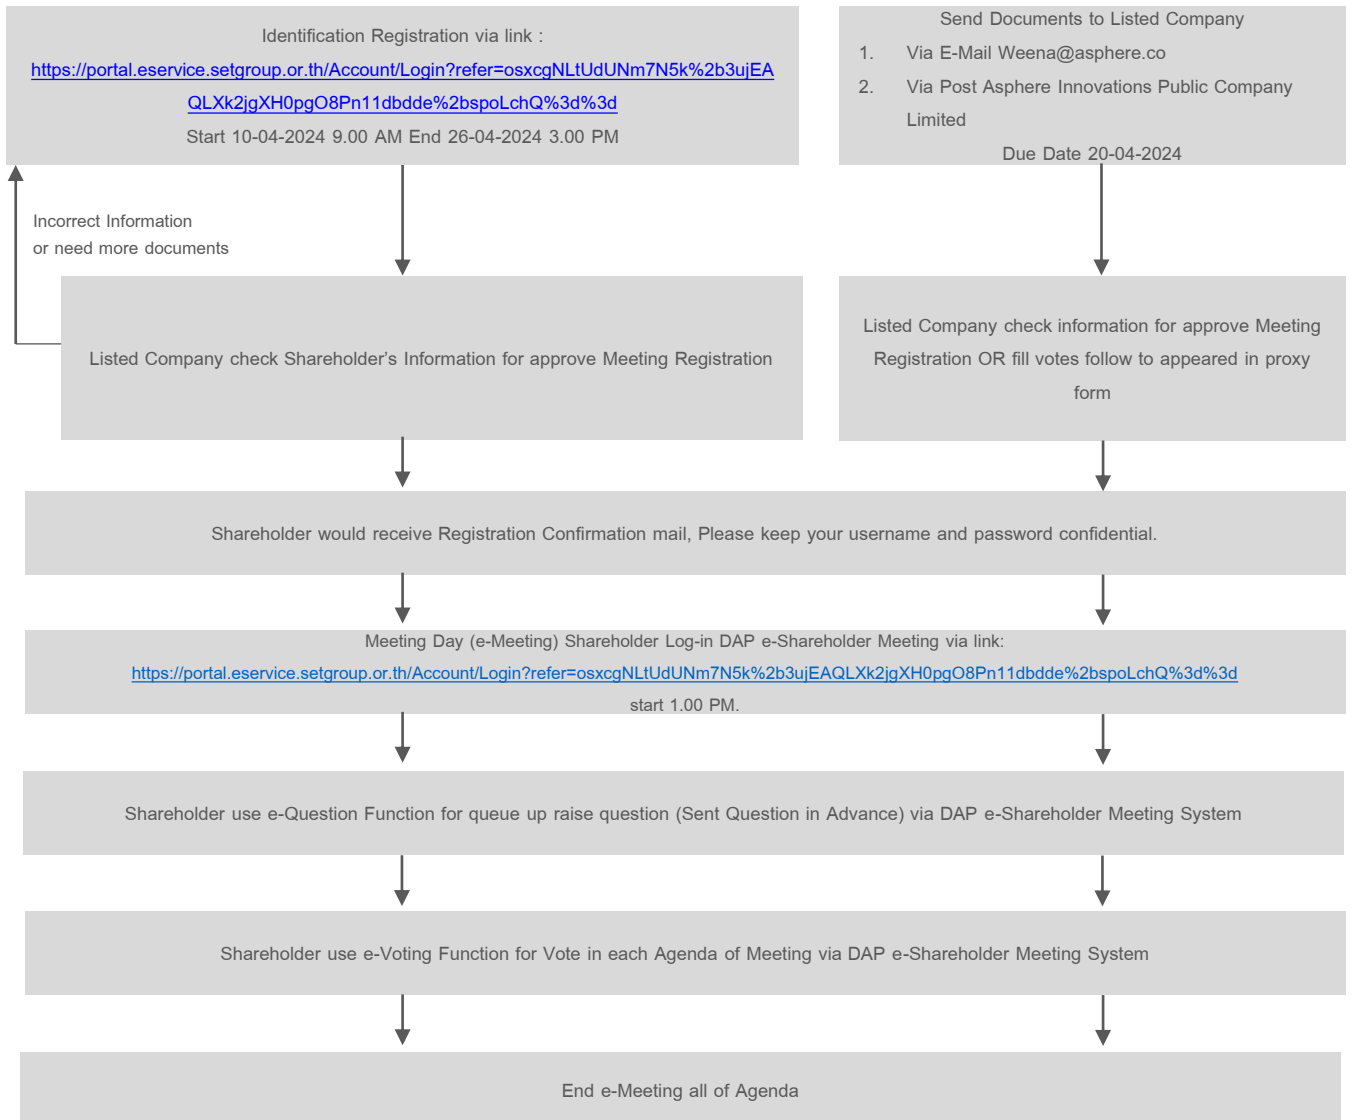 Identification Registration via link :
https://portal.eservice.setgroup.or.th/Account/Login?refer=osxcgNLtUdUNm7N5k%2b3ujEA
QLXk2jgXH0pgO8Pn11dbdde%2bspoLchQ%3d%3d
Start 10-04-2024 9.00 AM End 26-04-2024 3.00 PM
Send Documents to Listed Company
1. Via E-Mail Weena@asphere.co
2. Via Post Asphere Innovations Public Company
Limited
Due Date 20-04-2024
Incorrect Information
or need more documents
Listed Company check Shareholder's Information for approve Meeting Registration
Listed Company check information for approve Meeting
Registration OR fill votes follow to appeared in proxy
form
Shareholder would receive Registration Confirmation mail, Please keep your username and password confidential.
Meeting Day (e-Meeting) Shareholder Log-in DAP e-Shareholder Meeting via link:
https://portal.eservice.setgroup.or.th/Account/Login?refer=osxcgNLtUdUNm7N5k%2b3ujEAQLXk2jgXH0pgO8Pn11dbdde%2bspoLchQ%3d%3d
start 1.00 PM.
Shareholder use e-Question Function for queue up raise question (Sent Question in Advance) via DAP e-Shareholder Meeting System
Shareholder use e-Voting Function for Vote in each Agenda of Meeting via DAP e-Shareholder Meeting System
End e-Meeting all of Agenda